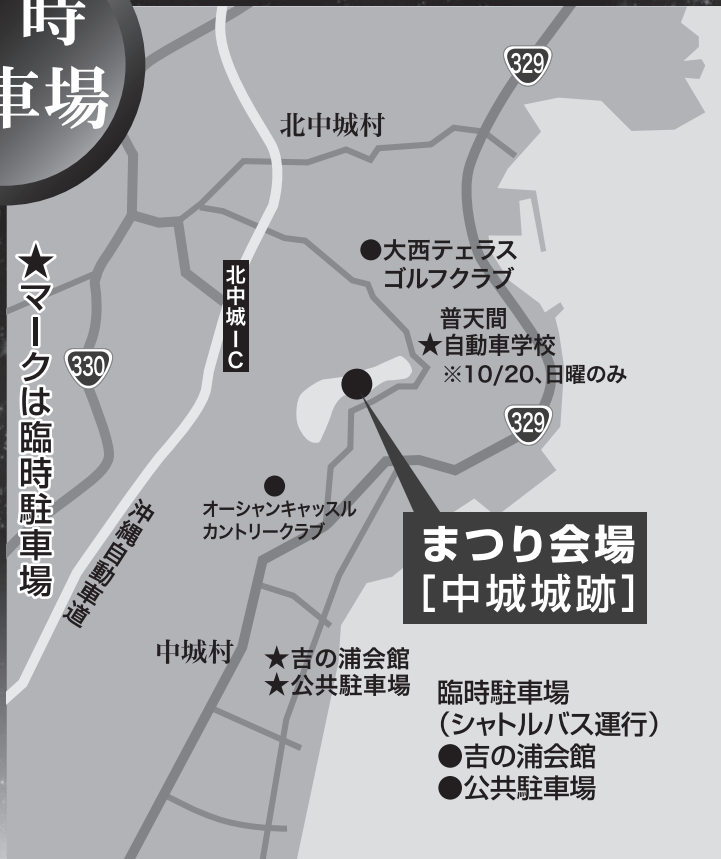 時
車場
329
北中城村
●大西テェラス
ゴルフクラブ
北中城IC
普天間
★自動車学校
※10/20、日曜のみ
★マークは臨時駐車場
330
329
オーシャンキャッスル
カントリークラブ
沖縄自動車道
まつり会場
[中城城跡]
中城村
★吉の浦会館
★公共駐車場
臨時駐車場
（シャトルバス運行）
●吉の浦会館
●公共駐車場